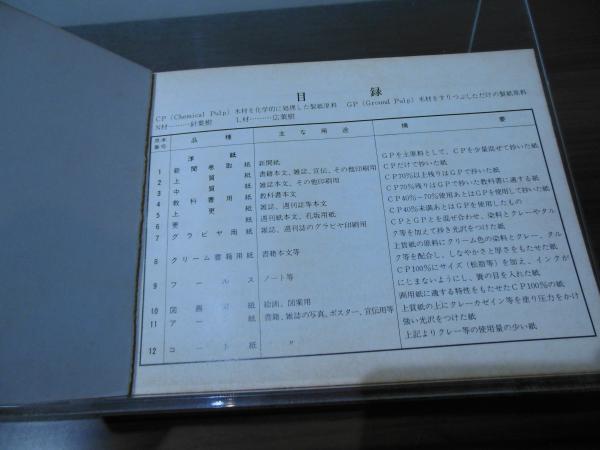 目 録
CP (Chemical Pulp) 木材を化学的に処理した製紙原料 GP (Ground Pulp) 木材をすりつぶしただけの製紙原料
N材………針葉樹 L材………広葉樹
見本番号 品種 主な用途 摘要
洋紙
1 新聞巻取紙 新聞紙 GPを主原料として、CPを少量混ぜて抄いた紙
2 上質紙 書籍本文、雑誌、宣伝、その他印刷用 CPだけで抄いた紙
3 中質紙 雑誌本文、その他印刷用 CP70%以上残りはGPで抄いた紙
4 教科書用紙 教科書本文 CP70%残りはGPで抄いた教科書に適する紙
5 上更紙 雑誌、週刊誌等本文 CP40%~70%使用あとはGPを使用して抄いた紙
6 更紙 週刊紙本文、孔版用紙 CP40%未満あとはGPを使用したもの
7 グラビヤ用紙 雑誌、週刊誌のグラビヤ印刷用 CPとGPとを混ぜ合わせ、染料とクレーやタル
ク等を加えて抄き光沢をつけた紙
8 クリーム書籍用紙 書籍本文等 上質紙の原料にクリーム色の染料とクレー、タル
ク等を配合し、しなやかさと厚さをもたせた紙
9 フールス ノート等 CP100%にサイズ(松脂等)を加え、インクが
にじまないようにし、簀の目を入れた紙
10 図画用紙 絵画、図案用 画用紙に適する特性をもたせたCP100%の紙
11 アート紙 書籍、雑誌の写真、ポスター、宣伝用等 上質紙の上にクレーカゼイン等を塗り圧力をかけ
強い光沢をつけた紙
12 コート紙 〃 上記よりクレー等の使用量の少い紙